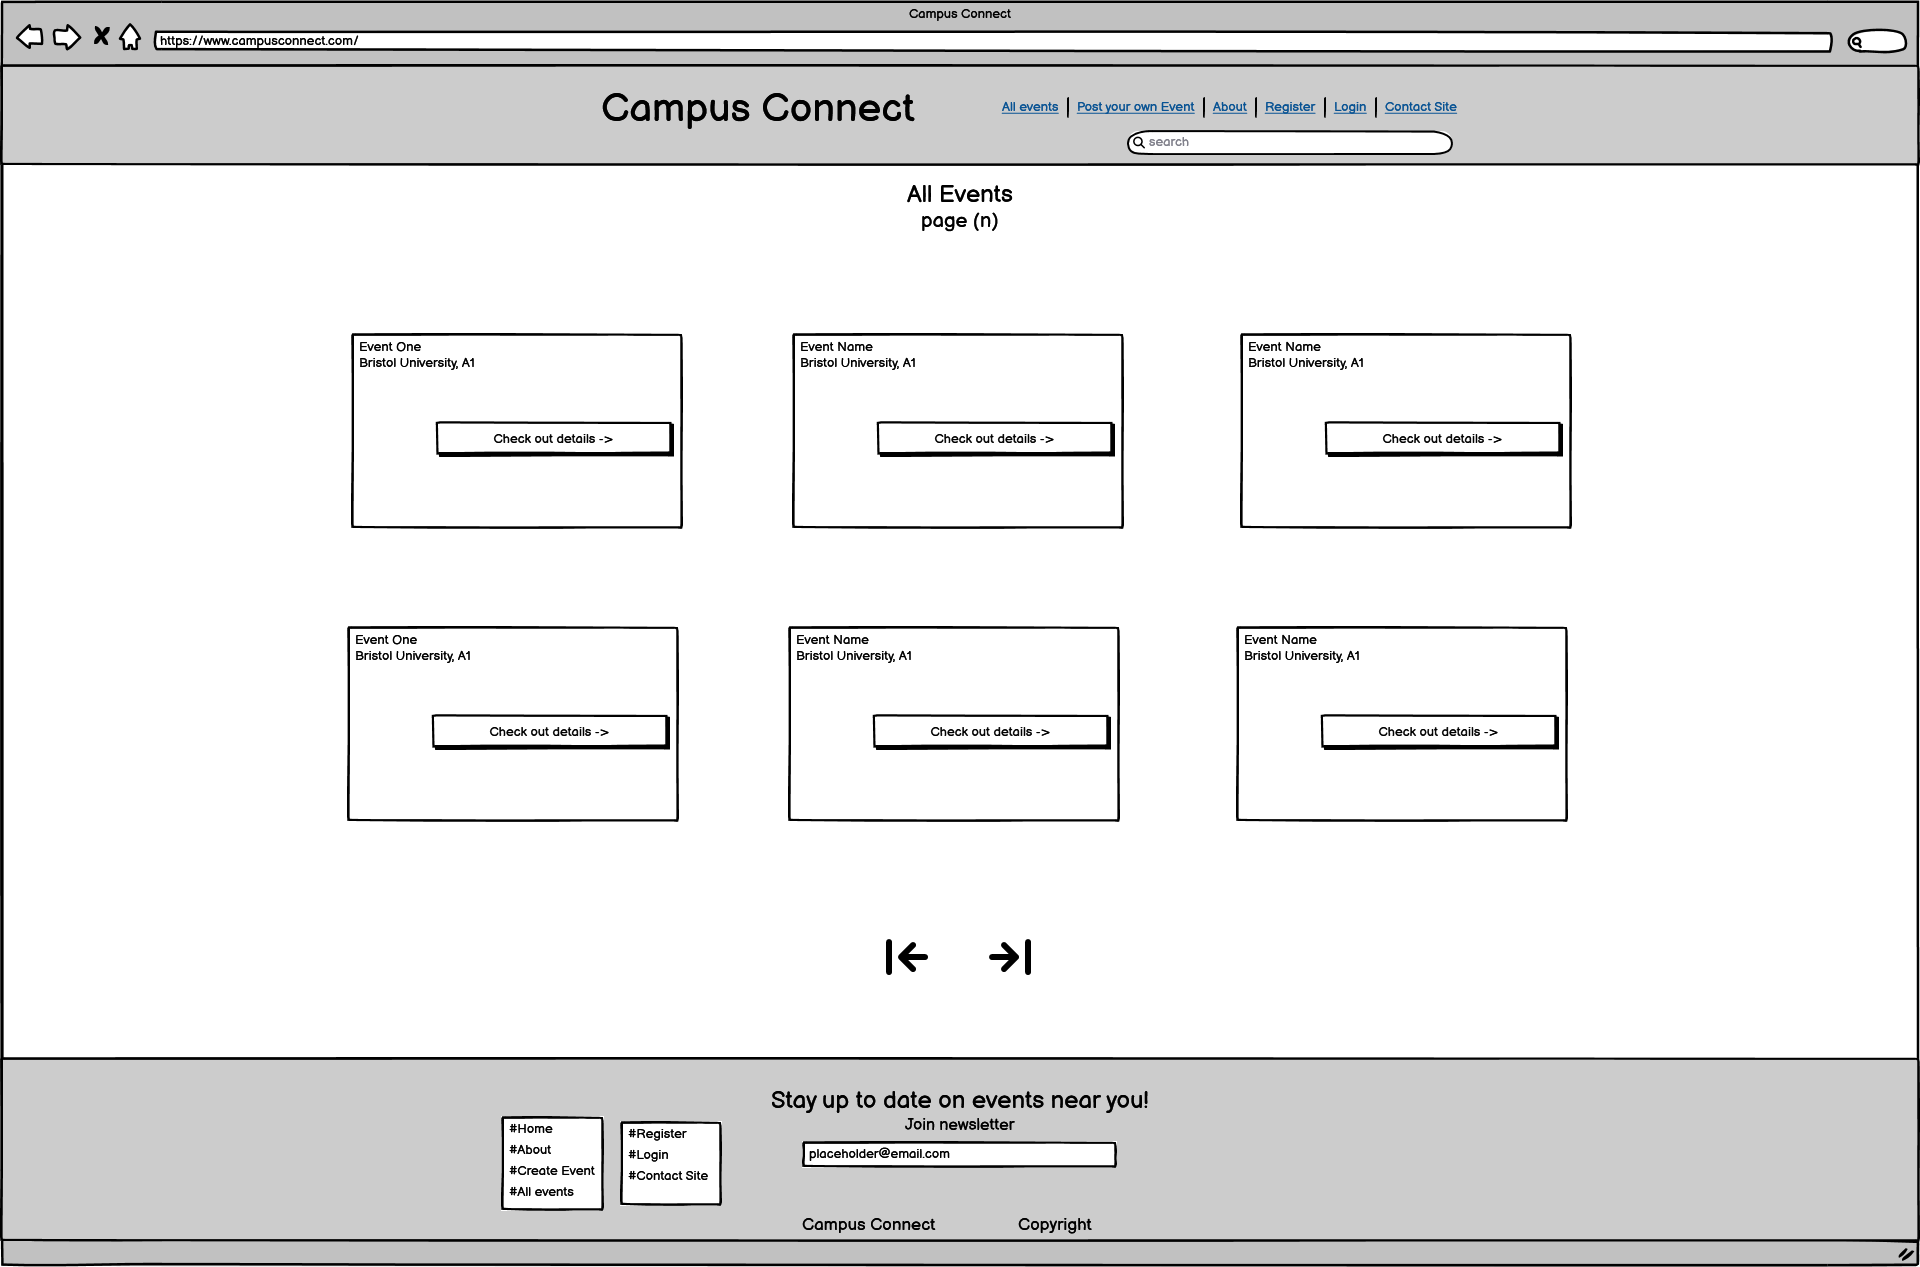 Campus Connect
https://www.campusconnect.com/
Campus Connect
All events | Post your own Event | About | Register | Login | Contact Site
search
All Events
page (n)
Event One
Bristol University, A1
Check out details ->
Event Name
Bristol University, A1
Check out details ->
Event Name
Bristol University, A1
Check out details ->
Event One
Bristol University, A1
Check out details ->
Event Name
Bristol University, A1
Check out details ->
Event Name
Bristol University, A1
Check out details ->
Stay up to date on events near you!
Join newsletter
placeholder@email.com
#Home
#About
#Create Event
#All events
#Register
#Login
#Contact Site
Campus Connect
Copyright